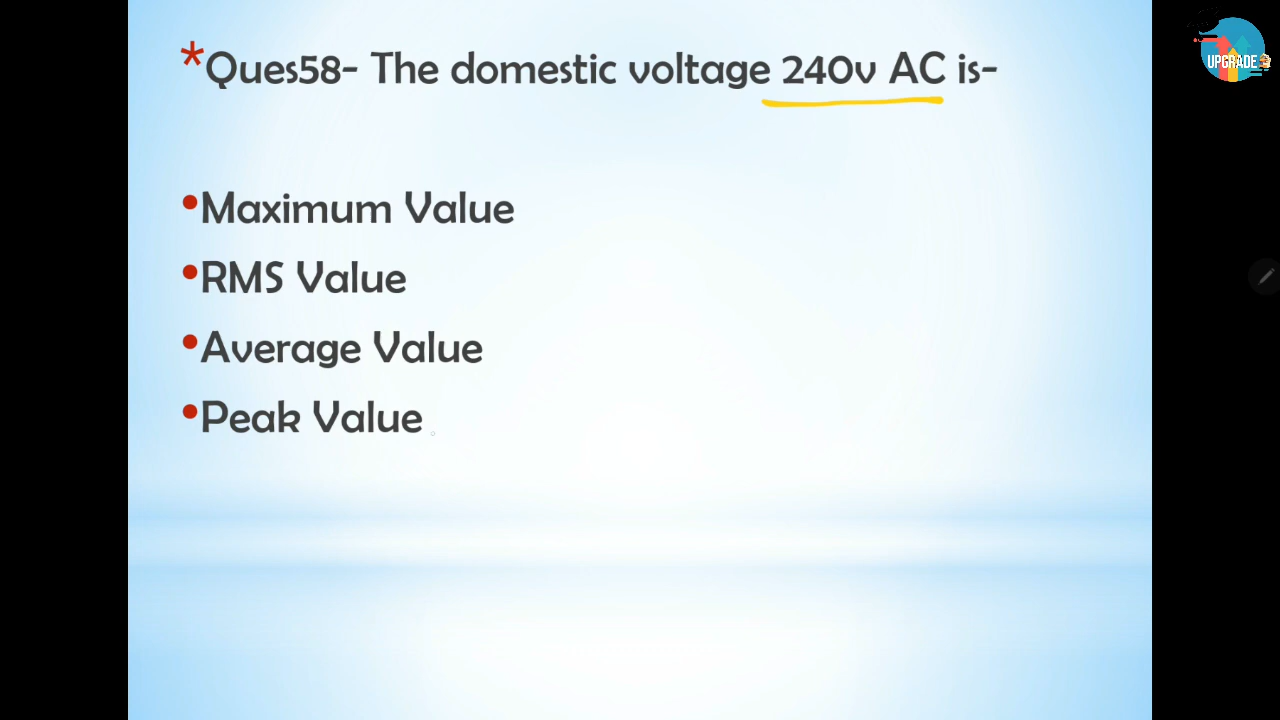 *Ques58- The domestic voltage 240v AC is-
•Maximum Value
•RMS Value
•Average Value
•Peak Value
UPGRADE